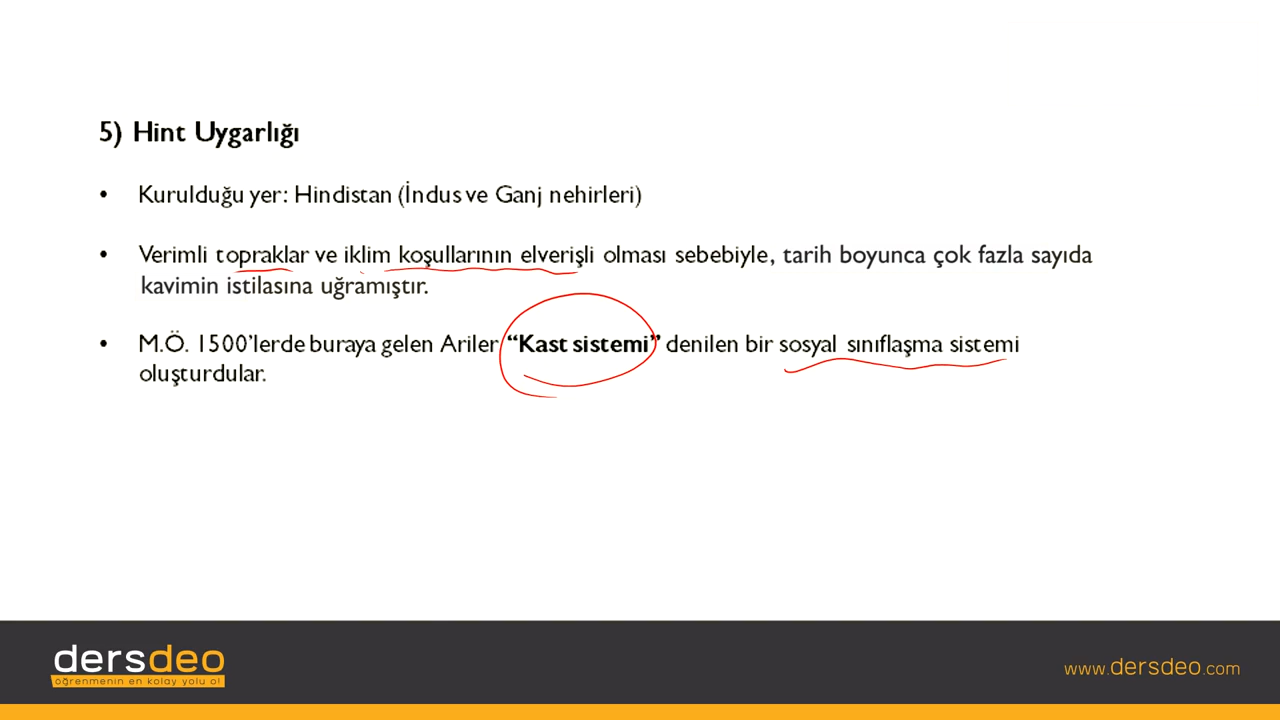 5) Hint Uygarlığı
• Kurulduğu yer: Hindistan (İndus ve Ganj nehirleri)
• Verimli topraklar ve iklim koşullarının elverişli olması sebebiyle, tarih boyunca çok fazla sayıda
kavimin istilasına uğramıştır.
• M.Ö. 1500’lerde buraya gelen Ariler “Kast sistemi” denilen bir sosyal sınıflaşma sistemi
oluşturdular.
dersdeo
öğrenmenin en kolay yolu o!
www.dersdeo.com